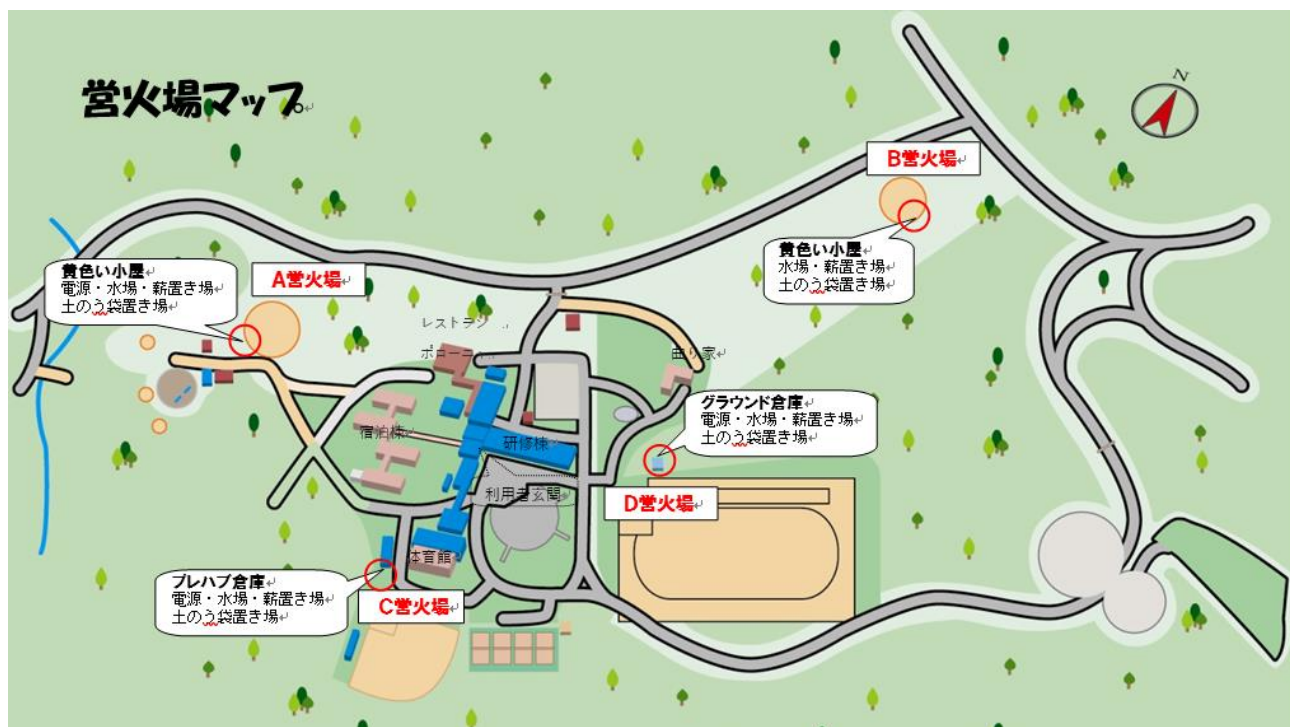 営火場マップ
N
B営火場
黄色い小屋
水場・薪置き場
土のう袋置き場
黄色い小屋
電源・水場・薪置き場
土のう袋置き場
A営火場
レストラン
ポローニャ
曲り家
グラウンド倉庫
電源・水場・薪置き場
土のう袋置き場
宿泊棟
研修棟
利用者玄関
D営火場
体育館
プレハブ倉庫
電源・水場・薪置き場
土のう袋置き場
C営火場